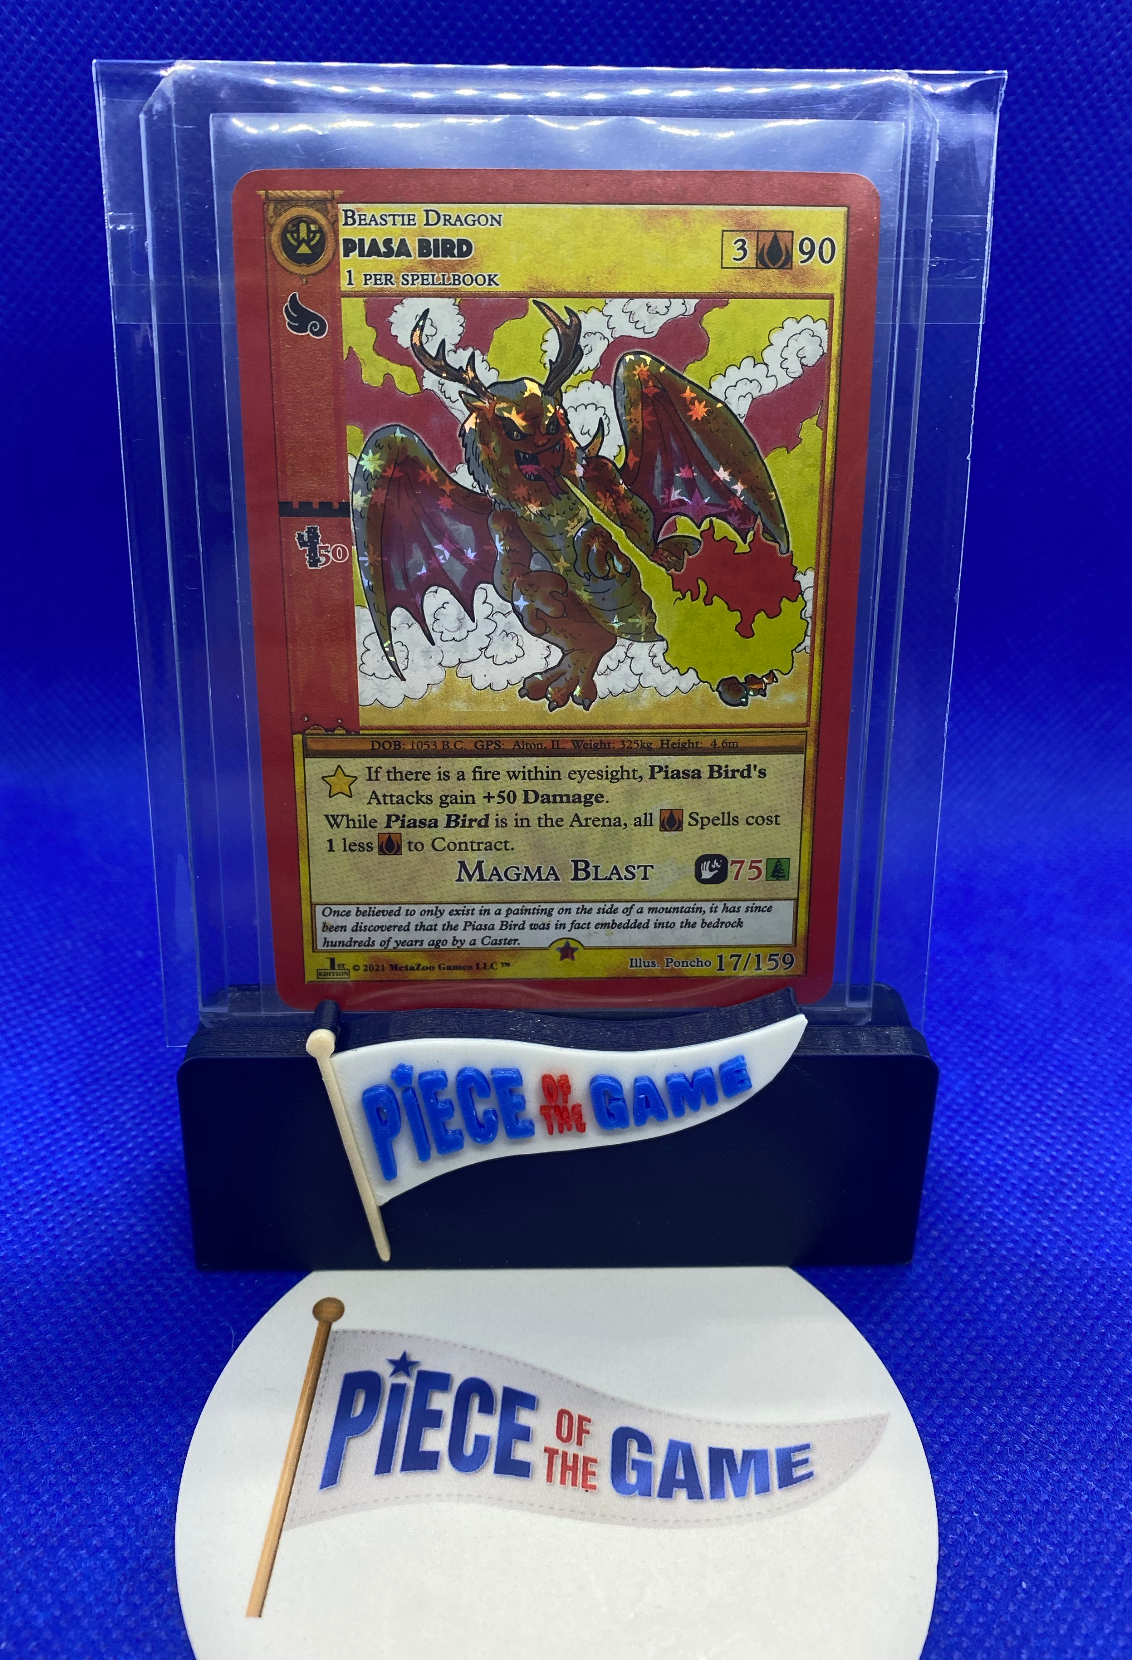 BEASTIE DRAGON
PIASA BIRD
1 PER SPELLBOOK
3 90
50
DOB: 1053 B.C. GPS: Alton, IL Weight: 325kg Height: 4.6m
If there is a fire within eyesight, Piasa Bird's
Attacks gain +50 Damage.
While Piasa Bird is in the Arena, all Spells cost
1 less to Contract.
MAGMA BLAST 75
Once believed to only exist in a painting on the side of a mountain, it has since
been discovered that the Piasa Bird was in fact embedded into the bedrock
hundreds of years ago by a Caster.
1ST EDITION © 2021 MetaZoo Games LLC™ Illus. Poncho 17/159
PiECE OF THE GAME
PiECE OF THE GAME